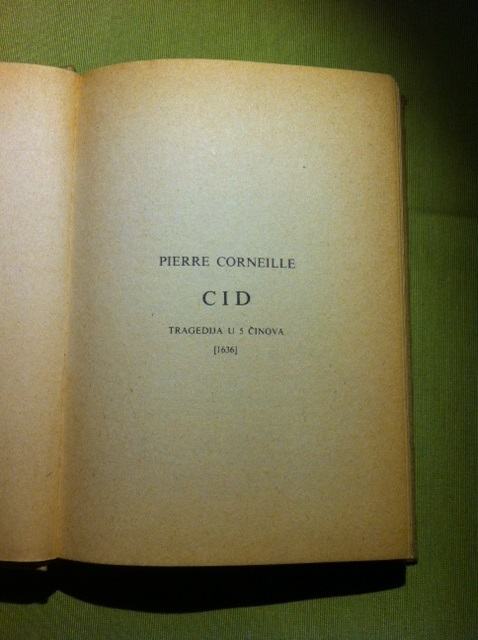 PIERRE CORNEILLE
CID
TRAGEDIJA U 5 ČINOVA
[1636]